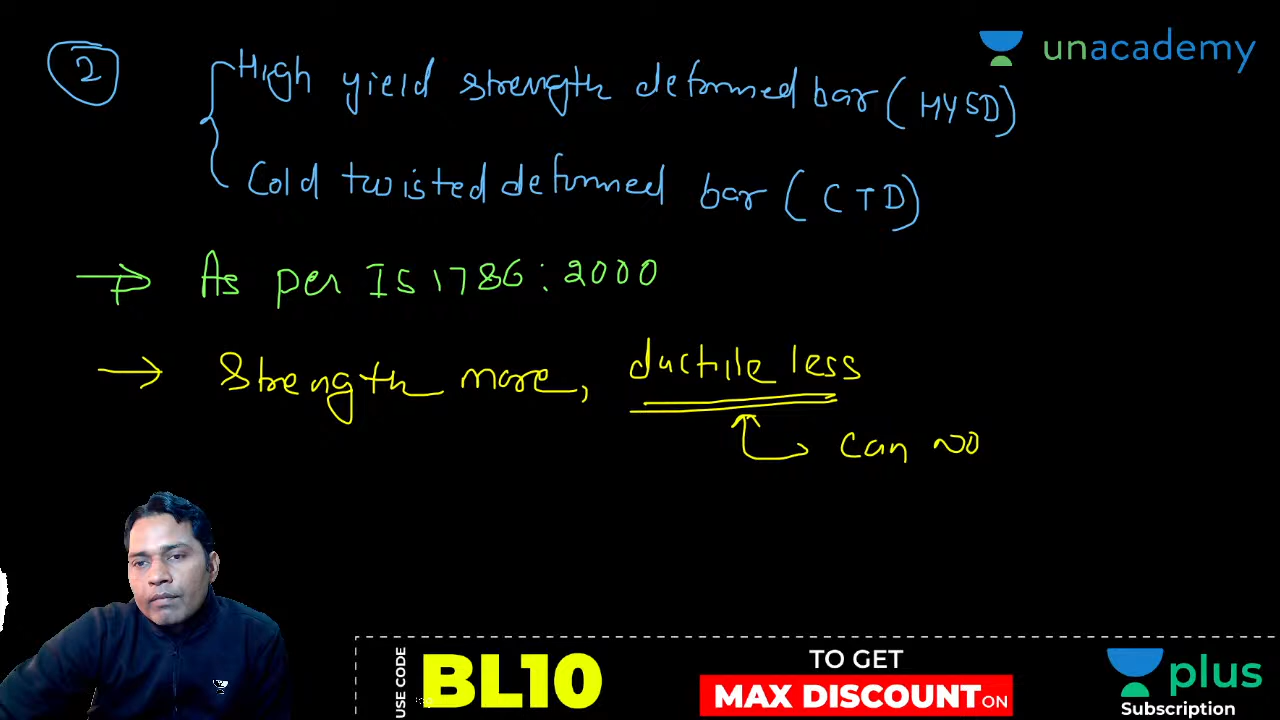 unacademy
2
High yield strength deformed bar (HYSD)
Cold twisted deformed bar (CTD)
→ As per IS 1786:2000
→ Strength more, ductile less
can no
USE CODE
BL10
TO GET
MAX DISCOUNT ON
plus
Subscription